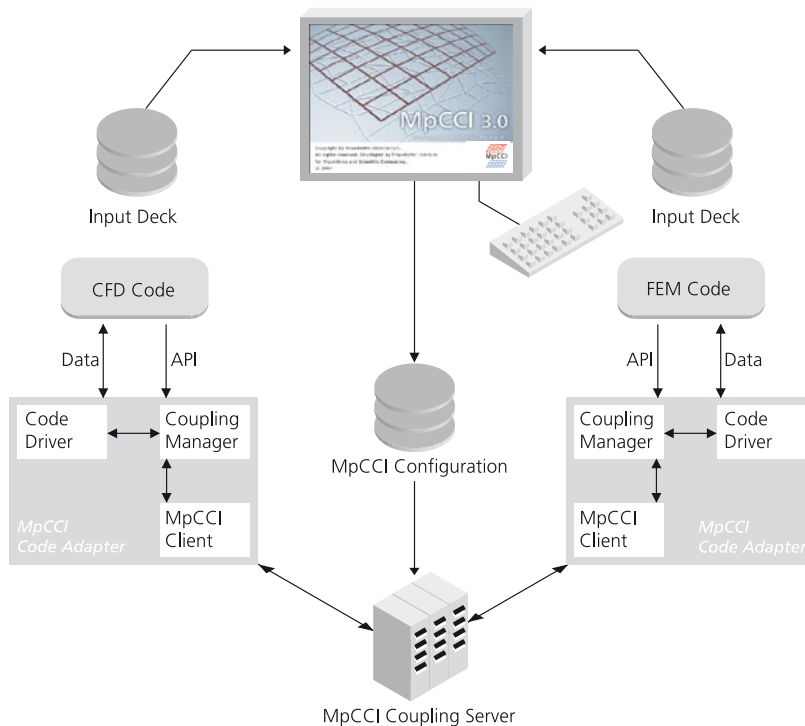 MpCCI 3.0
MpCCI
Input Deck
Input Deck
CFD Code
FEM Code
Data
API
API
Data
Code
Driver
Coupling
Manager
MpCCI
Client
MpCCI
Code Adapter
MpCCI Configuration
Coupling
Manager
Code
Driver
MpCCI
Client
MpCCI
Code Adapter
MpCCI Coupling Server